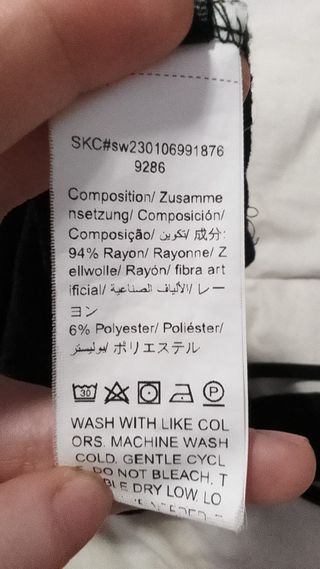 SKC#sw230106991876
9286
Composition/ Zusamme
nsetzung/ Composición/
Composição/ تكوين/ 成分:
94% Rayon/ Rayonne/ Z
ellwolle/ Rayón/ fibra art
ificial/ الألياف الصناعية/ レー
ヨン
6% Polyester/ Poliéster/
بوليستر/ ポリエステル
30 P
WASH WITH LIKE COL
ORS. MACHINE WASH
COLD. GENTLE CYCL
DO NOT BLEACH. T
BLE DRY LOW. LO